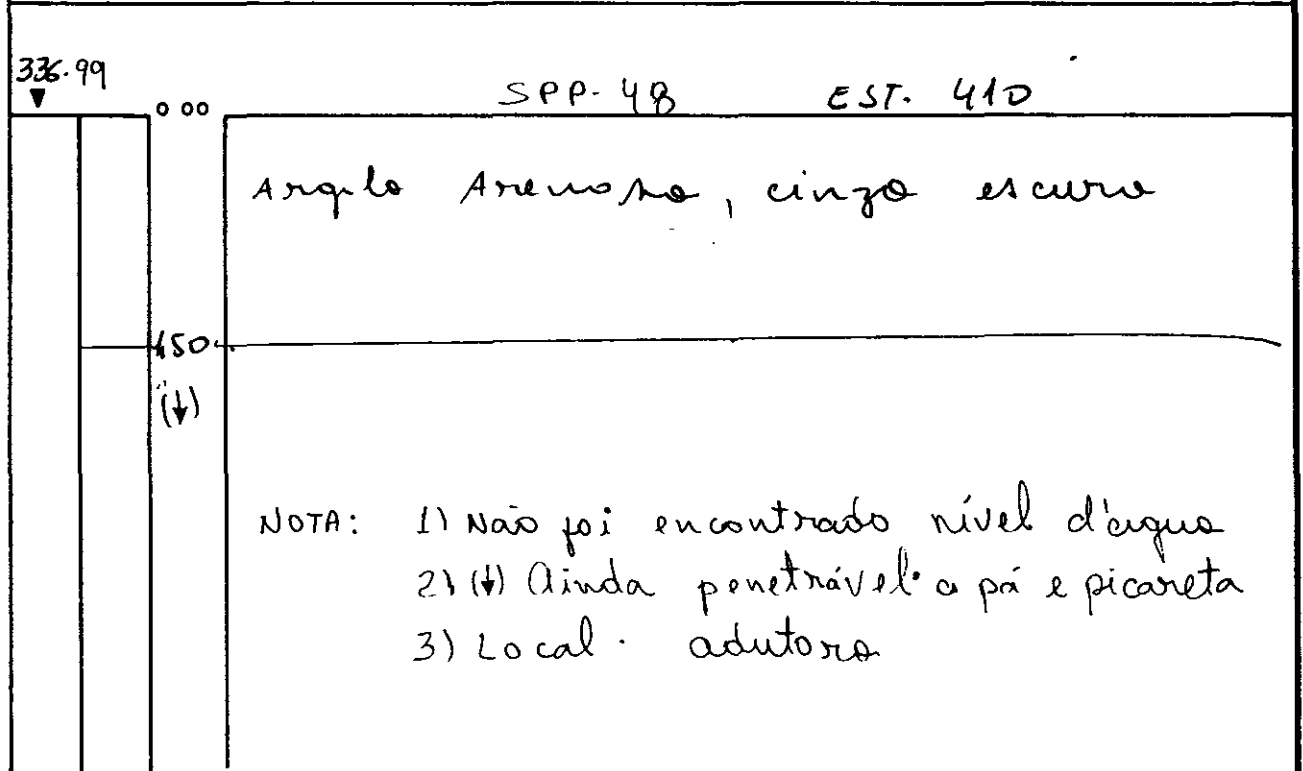 336.99
SPP-48 EST. 410
0 00
Argila Arenosa, cinza escuro
150
(↓)
NOTA: 1) Não foi encontrado nível d'água
2) (↓) Ainda penetrável a pá e picareta
3) Local · adutora